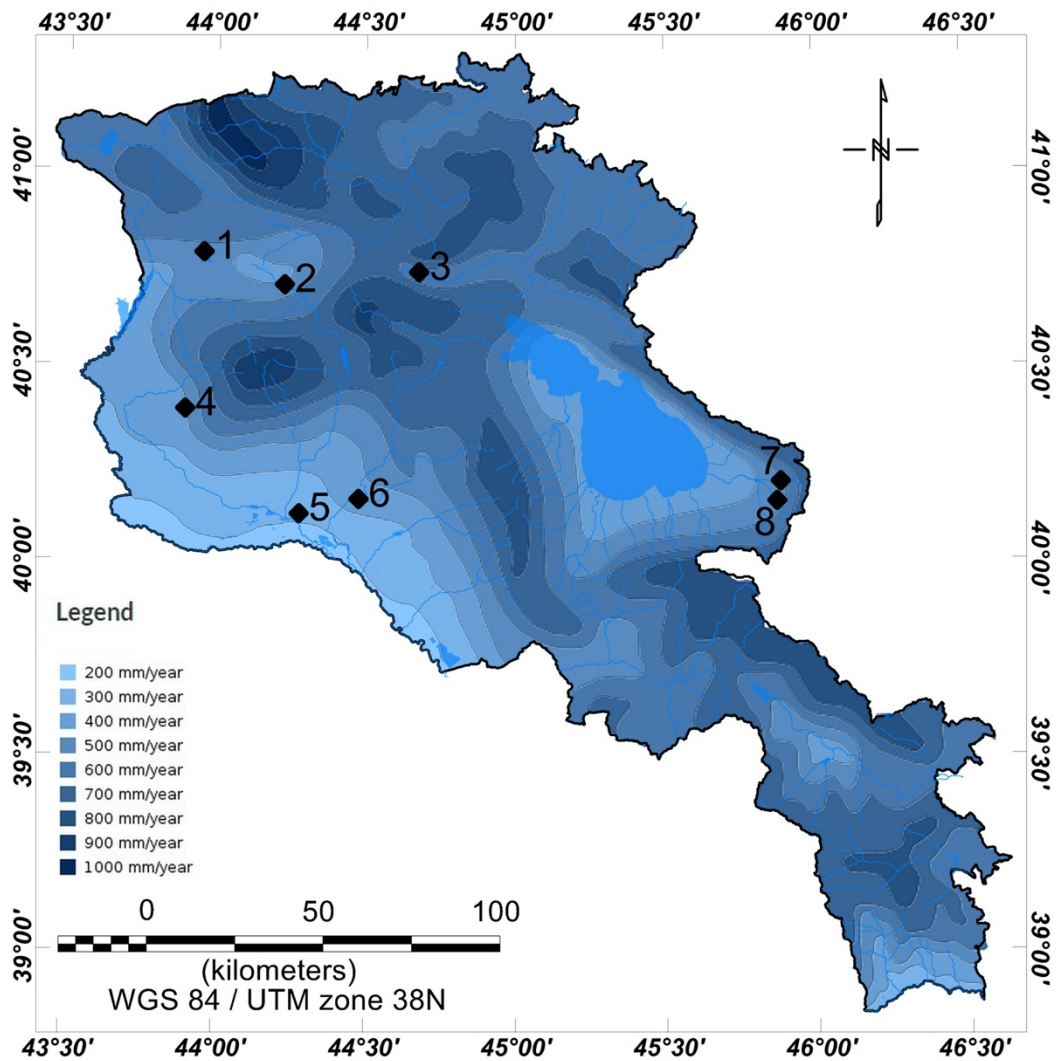 43°30' 44°00' 44°30' 45°00' 45°30' 46°00' 46°30'
41°00' 41°00'
N
1
2
3
40°30' 40°30'
4
7
5 6
8
40°00' 40°00'
Legend
200 mm/year
300 mm/year
400 mm/year
500 mm/year
600 mm/year
700 mm/year
800 mm/year
900 mm/year
1000 mm/year
39°30' 39°30'
0 50 100
(kilometers)
WGS 84 / UTM zone 38N
39°00' 39°00'
43°30' 44°00' 44°30' 45°00' 45°30' 46°00' 46°30'